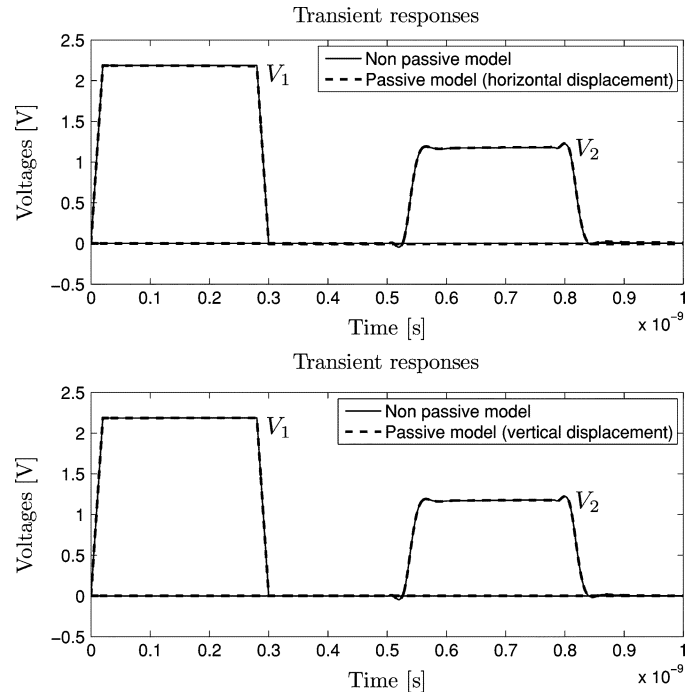 Transient responses
Voltages [V]
2.5
2
1.5
1
0.5
0
−0.5
V1
V2
Non passive model
Passive model (horizontal displacement)
0 0.1 0.2 0.3 0.4 0.5 0.6 0.7 0.8 0.9 1
Time [s]
x 10−9
Transient responses
Voltages [V]
2.5
2
1.5
1
0.5
0
−0.5
V1
V2
Non passive model
Passive model (vertical displacement)
0 0.1 0.2 0.3 0.4 0.5 0.6 0.7 0.8 0.9 1
Time [s]
x 10−9